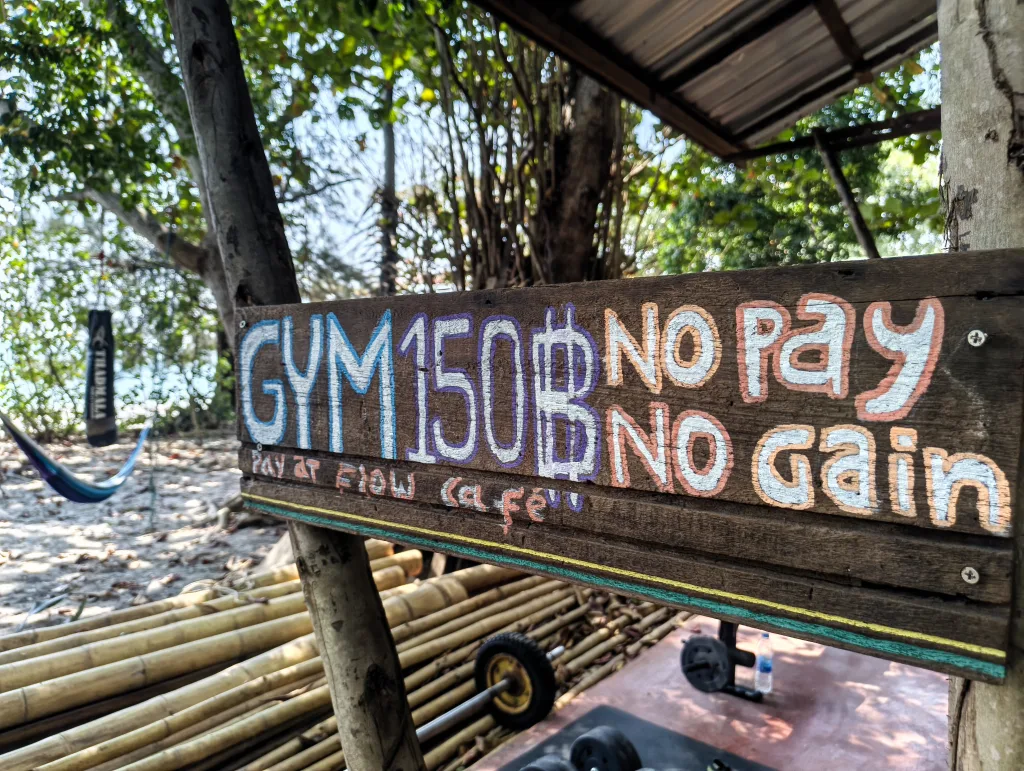 GYM 150฿ NO Pay
NO Gain
Pay at Flow Café